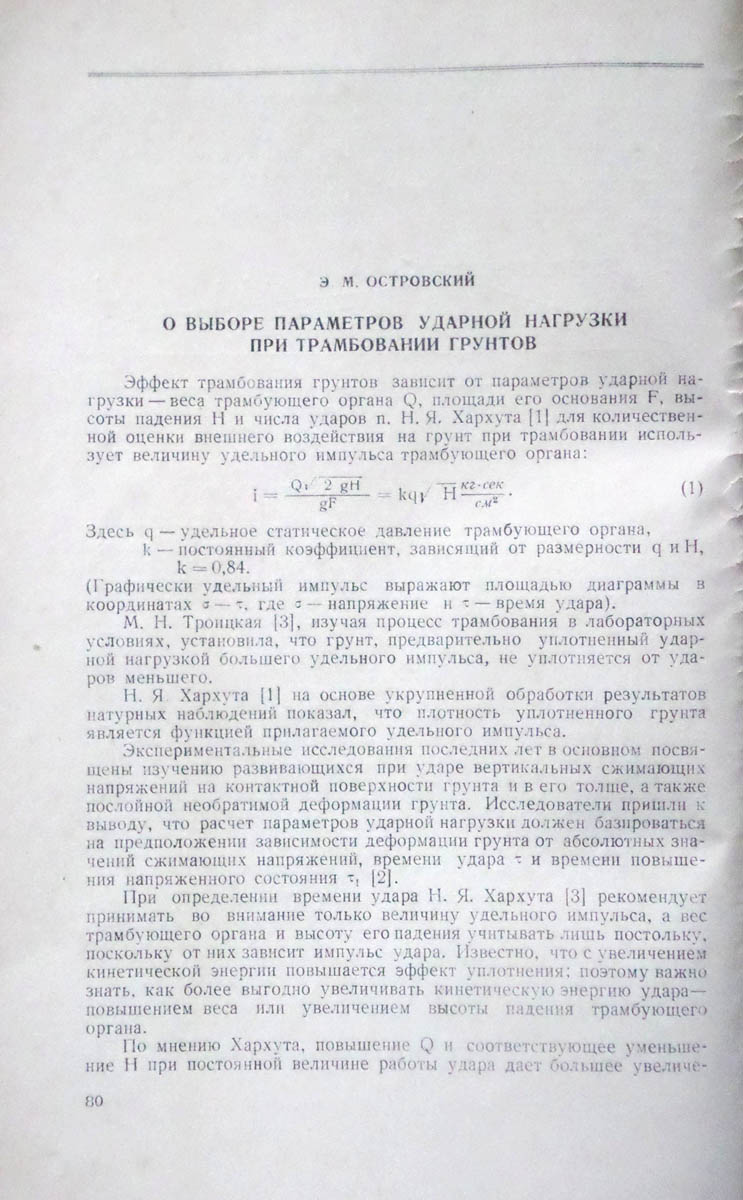 Э. М. ОСТРОВСКИЙ
О ВЫБОРЕ ПАРАМЕТРОВ УДАРНОЙ НАГРУЗКИ
ПРИ ТРАМБОВАНИИ ГРУНТОВ
Эффект трамбования грунтов зависит от параметров ударной на-
грузки — веса трамбующего органа Q, площади его основания F, вы-
соты падения H и числа ударов n. Н. Я. Хархута [1] для количествен-
ной оценки внешнего воздействия на грунт при трамбовании исполь-
зует величину удельного импульса трамбующего органа:
i = Q√2 gH / gF = kq√H кг·сек/см². (1)
Здесь q — удельное статическое давление трамбующего органа,
k — постоянный коэффициент, зависящий от размерности q и H,
k = 0,84.
(Графически удельный импульс выражают площадью диаграммы в
координатах σ — τ, где σ — напряжение и τ — время удара).
М. Н. Троицкая [3], изучая процесс трамбования в лабораторных
условиях, установила, что грунт, предварительно уплотненный удар-
ной нагрузкой большего удельного импульса, не уплотняется от уда-
ров меньшего.
Н. Я. Хархута [1] на основе укрупненной обработки результатов
натурных наблюдений показал, что плотность уплотненного грунта
является функцией прилагаемого удельного импульса.
Экспериментальные исследования последних лет в основном посвя-
щены изучению развивающихся при ударе вертикальных сжимающих
напряжений на контактной поверхности грунта и в его толще, а также
послойной необратимой деформации грунта. Исследователи пришли к
выводу, что расчет параметров ударной нагрузки должен базироваться
на предположении зависимости деформации грунта от абсолютных зна-
чений сжимающих напряжений, времени удара τ и времени повыше-
ния напряженного состояния τ₁ [2].
При определении времени удара Н. Я. Хархута [3] рекомендует
принимать во внимание только величину удельного импульса, а вес
трамбующего органа и высоту его падения учитывать лишь постольку,
поскольку от них зависит импульс удара. Известно, что с увеличением
кинетической энергии повышается эффект уплотнения; поэтому важно
знать, как более выгодно увеличивать кинетическую энергию удара—
повышением веса или увеличением высоты падения трамбующего
органа.
По мнению Хархута, повышение Q и соответствующее уменьше-
ние H при постоянной величине работы удара дает большее увеличе-
80